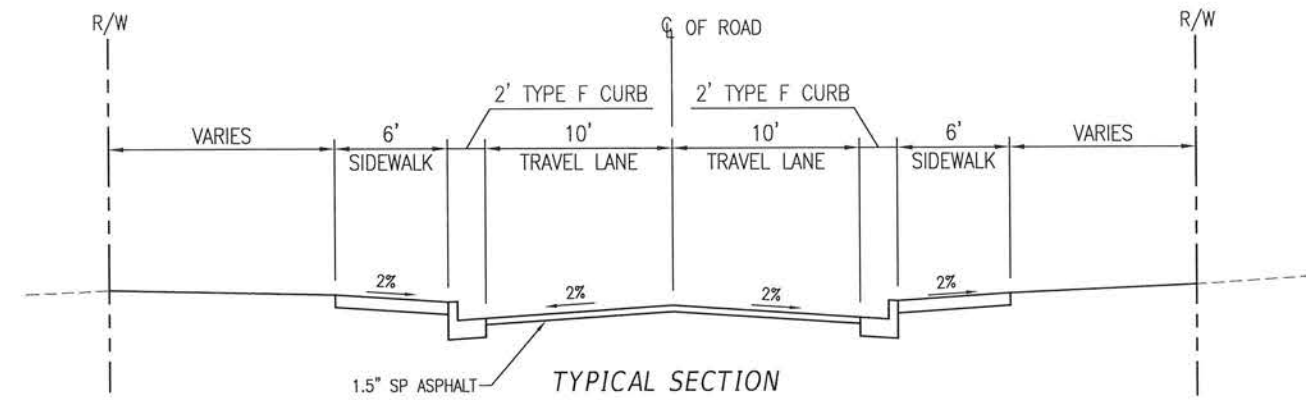 R/W
℄ OF ROAD
R/W
2' TYPE F CURB
2' TYPE F CURB
VARIES
6'
SIDEWALK
10'
TRAVEL LANE
10'
TRAVEL LANE
6'
SIDEWALK
VARIES
2%
2%
2%
2%
1.5" SP ASPHALT
TYPICAL SECTION